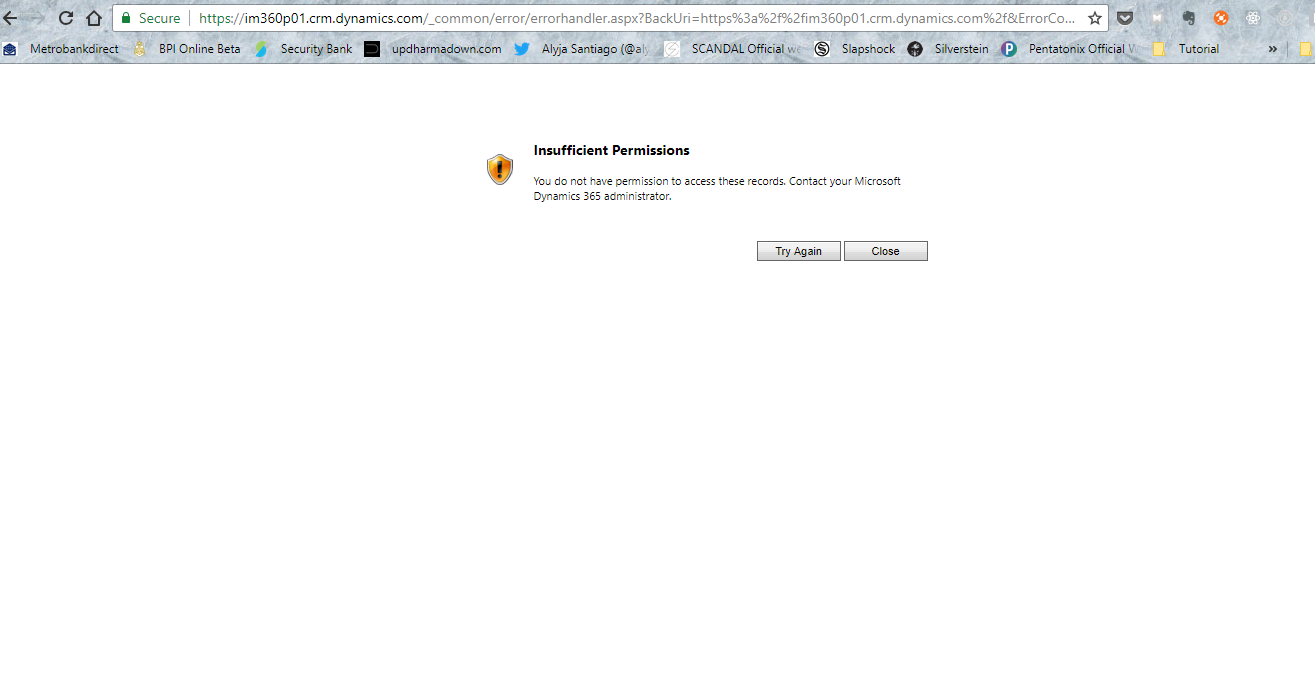 Secure https://im360p01.crm.dynamics.com/_common/error/errorhandler.aspx?BackUri=https%3a%2f%2fim360p01.crm.dynamics.com%2f&ErrorCo...
Metrobankdirect BPI Online Beta Security Bank updharmadown.com Alyja Santiago (@aly SCANDAL Official we Slapshock Silverstein Pentatonix Official Tutorial »
Insufficient Permissions
You do not have permission to access these records. Contact your Microsoft
Dynamics 365 administrator.
Try Again Close